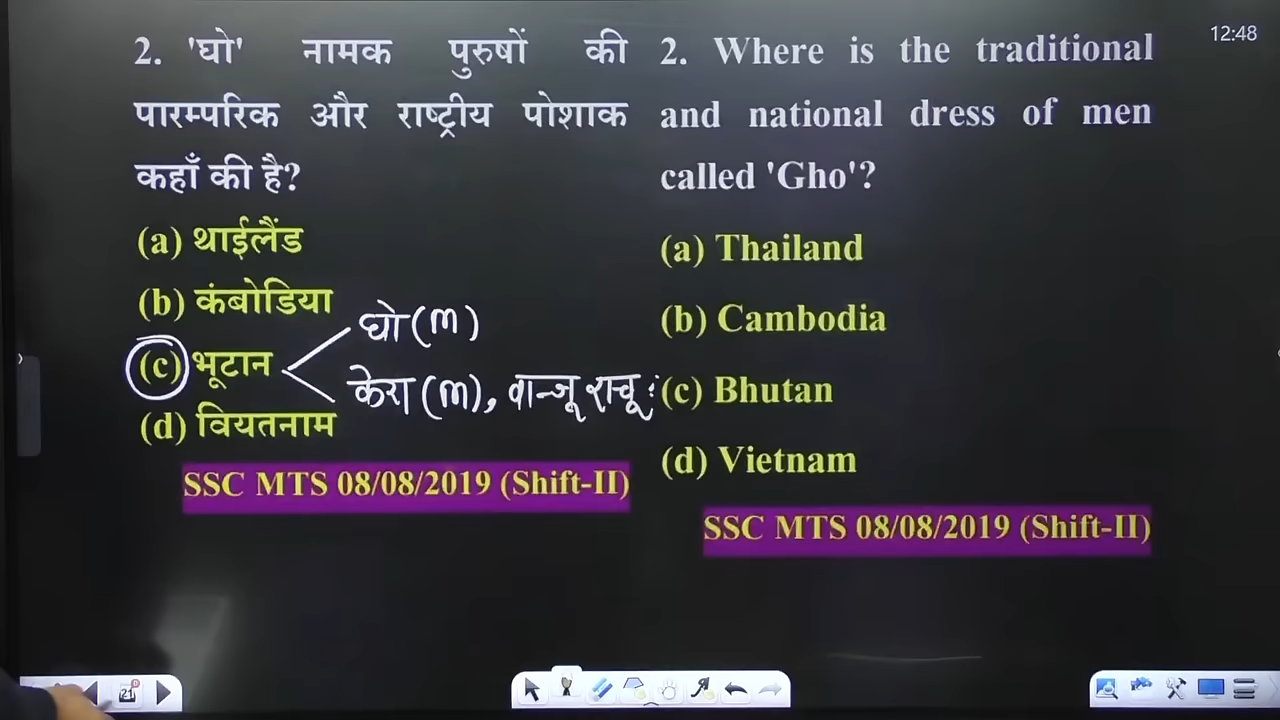 12:48
2. 'घो' नामक पुरुषों की
पारम्परिक और राष्ट्रीय पोशाक
कहाँ की है?
(a) थाईलैंड
(b) कंबोडिया
(c) भूटान
घो (m)
केरा (m), वान्जू राचू :
(d) वियतनाम
SSC MTS 08/08/2019 (Shift-II)
2. Where is the traditional
and national dress of men
called 'Gho'?
(a) Thailand
(b) Cambodia
(c) Bhutan
(d) Vietnam
SSC MTS 08/08/2019 (Shift-II)
21